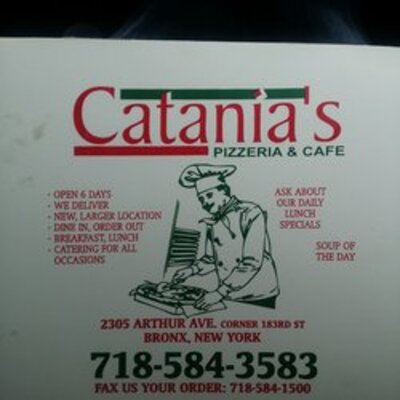 Catania's
PIZZERIA & CAFE
- OPEN 6 DAYS
- WE DELIVER
- NEW, LARGER LOCATION
- DINE IN, ORDER OUT
- BREAKFAST, LUNCH
- CATERING FOR ALL
OCCASIONS
ASK ABOUT
OUR DAILY
LUNCH
SPECIALS
SOUP OF
THE DAY
2305 ARTHUR AVE. CORNER 183RD ST
BRONX, NEW YORK
718-584-3583
FAX US YOUR ORDER: 718-584-1500